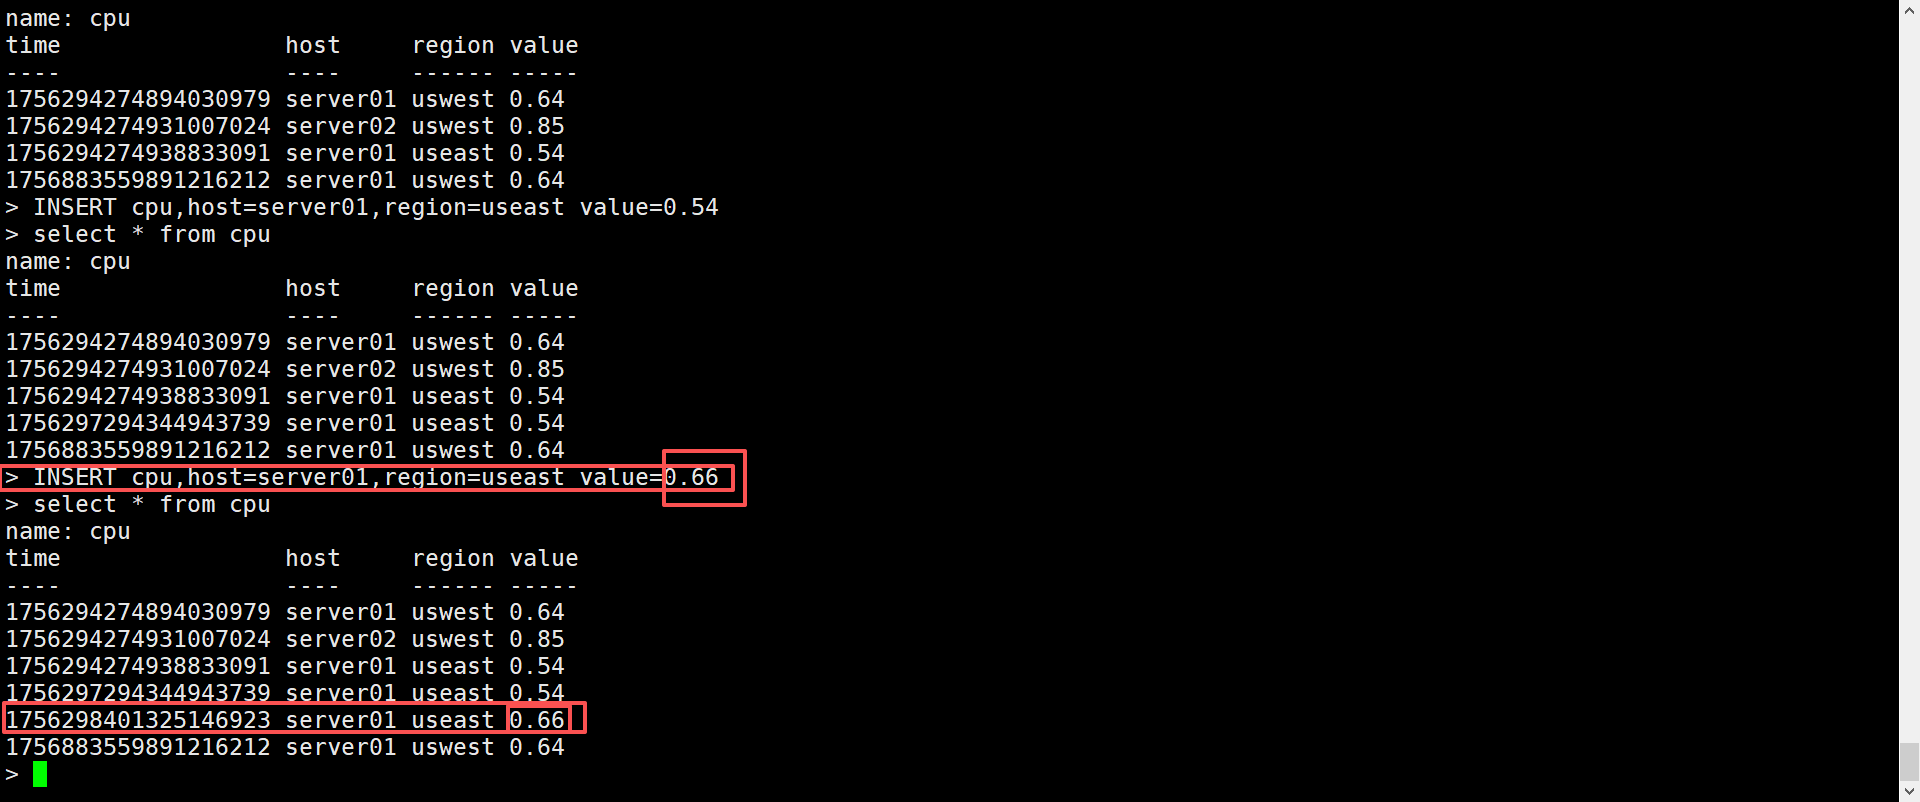 name: cpu
time                host     region value
----                ----     ------ -----
1756294274894030979 server01 uswest 0.64
1756294274931007024 server02 uswest 0.85
1756294274938833091 server01 useast 0.54
1756883559891216212 server01 uswest 0.64
> INSERT cpu,host=server01,region=useast value=0.54
> select * from cpu
name: cpu
time                host     region value
----                ----     ------ -----
1756294274894030979 server01 uswest 0.64
1756294274931007024 server02 uswest 0.85
1756294274938833091 server01 useast 0.54
1756297294344943739 server01 useast 0.54
1756883559891216212 server01 uswest 0.64
> INSERT cpu,host=server01,region=useast value=0.66
> select * from cpu
name: cpu
time                host     region value
----                ----     ------ -----
1756294274894030979 server01 uswest 0.64
1756294274931007024 server02 uswest 0.85
1756294274938833091 server01 useast 0.54
1756297294344943739 server01 useast 0.54
1756298401325146923 server01 useast 0.66
1756883559891216212 server01 uswest 0.64
>